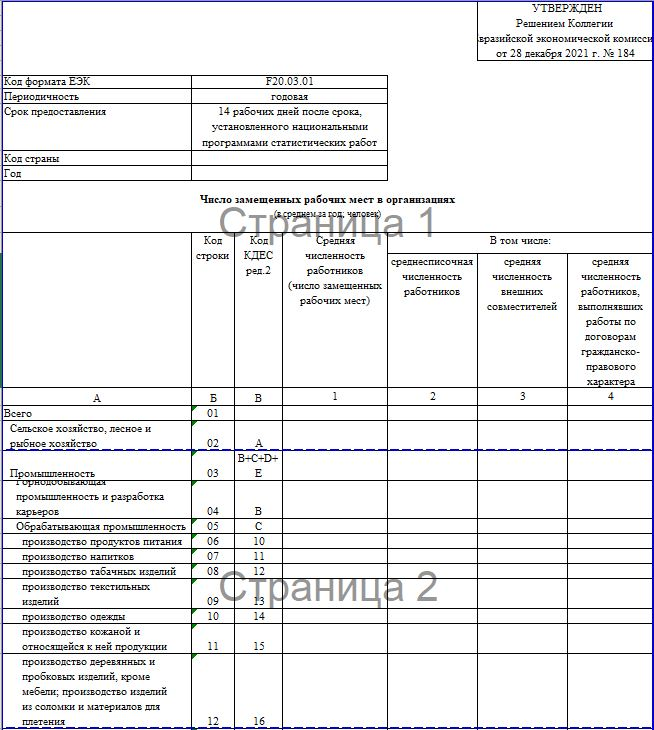 УТВЕРЖДЕН
Решением Коллегии
вразийской экономической комисси
от 28 декабря 2021 г. № 184
Код формата ЕЭК F20.03.01
Периодичность годовая
Срок предоставления 14 рабочих дней после срока,
установленного национальными
программами статистических работ
Код страны
Год
Число замещенных рабочих мест в организациях
(в среднем за год; человек)
Страница 1
Код
строки
Код
КДЕС
ред.2
Средняя
численность
работников
(число замещенных
рабочих мест)
В том числе:
среднесписочная
численность
работников
средняя
численность
внешних
совместителей
средняя
численность
работников,
выполнявших
работы по
договорам
гражданско-
правового
характера
А Б В 1 2 3 4
Всего 01
Сельское хозяйство, лесное и
рыбное хозяйство 02 A
B+C+D+
Промышленность 03 E
Горнодобывающая
промышленность и разработка
карьеров 04 B
Обрабатывающая промышленность 05 C
производство продуктов питания 06 10
производство напитков 07 11
производство табачных изделий 08 12
Страница 2
производство текстильных
изделий 09 13
производство одежды 10 14
производство кожаной и
относящейся к ней продукции 11 15
производство деревянных и
пробковых изделий, кроме
мебели; производство изделий
из соломки и материалов для
плетения 12 16